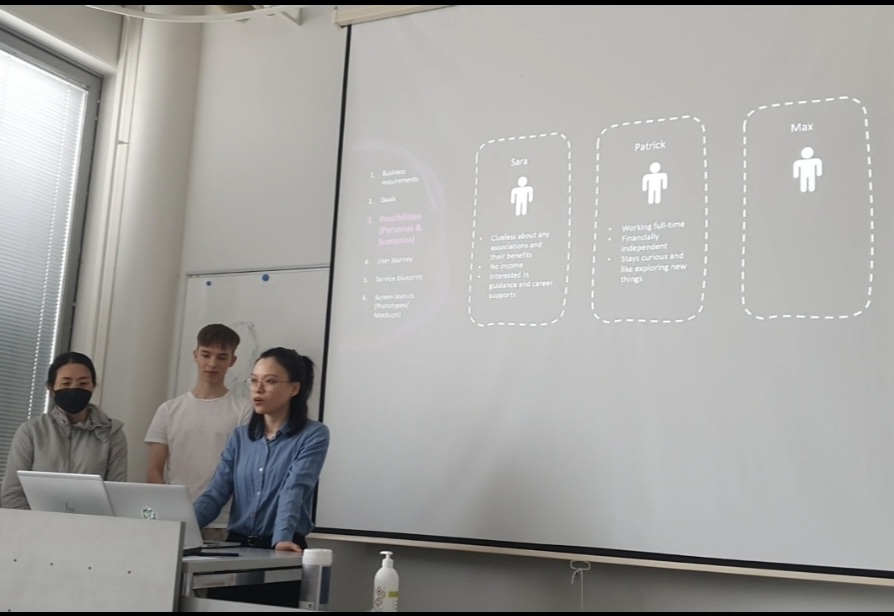 1. Business
requirements
2. Goals
3. Possibilities
(Personas &
Scenarios)
4. User Journey
5. Service blueprint
6. Screen layouts
(Prototypes/
Mockups)
Sara
• Clueless about any
associations and
their benefits
• No income
• Interested in
guidance and career
supports
Patrick
• Working full-time
• Financially
independent
• Stays curious and
like exploring new
things
Max